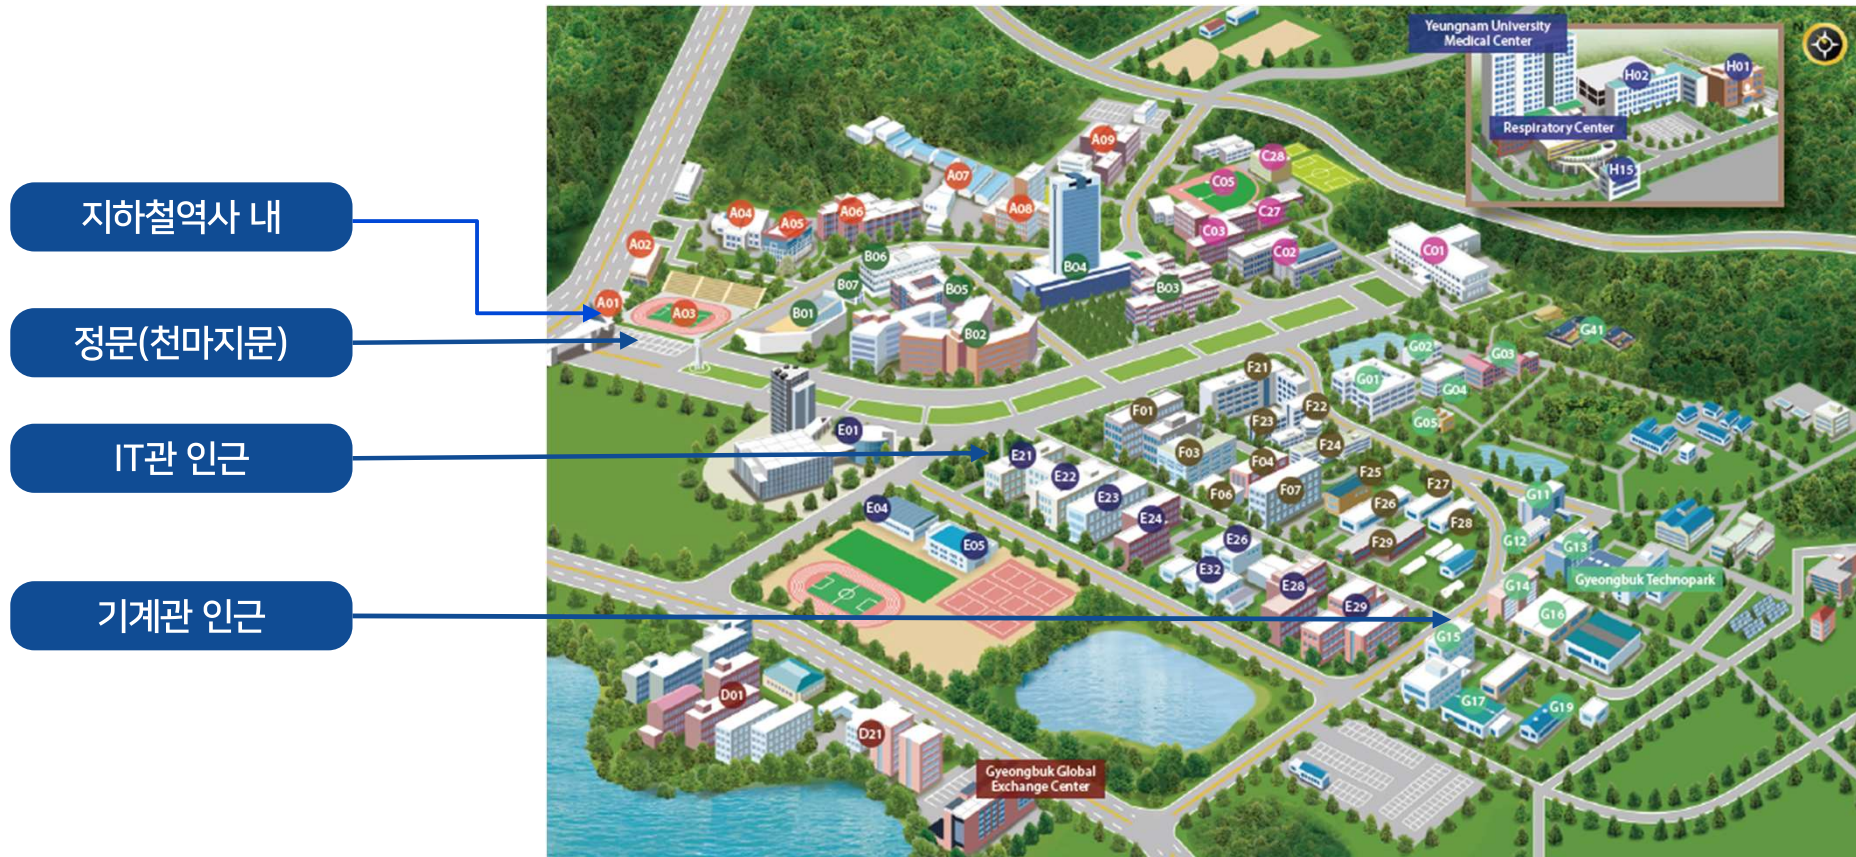 지하철역사 내
정문(천마지문)
IT관 인근
기계관 인근
Yeungnam University
Medical Center
H02
H01
Respiratory Center
H15
N
A09
A07
A08
A04
A05
A06
A02
A01
A03
C28
C05
C27
C03
C02
C01
B06
B07
B05
B04
B03
B01
B02
G41
G02
G03
G01
G04
G05
F21
F01
F22
F23
F03
F24
F04
F25
F06
F07
F26
F27
F28
F29
E01
E21
E22
E23
E24
E04
E05
E26
E32
E28
E29
G11
G12
G13
Gyeongbuk Technopark
G14
G16
G15
G17
G19
D01
D21
Gyeongbuk Global
Exchange Center